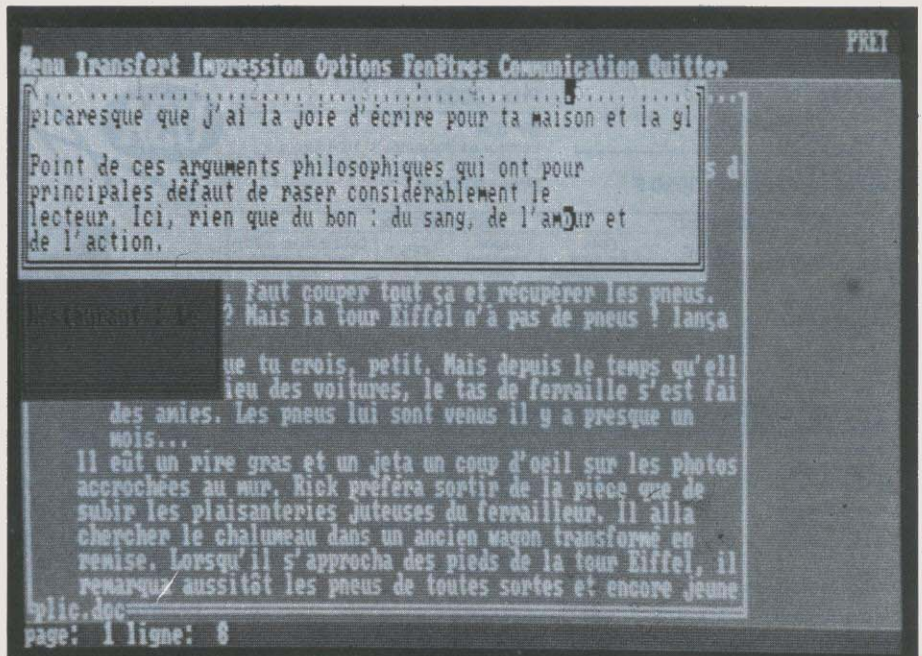 PRET
Menu Transfert Impression Options Fenêtres Communication Quitter
picaresque que j'ai la joie d'écrire pour ta maison et la gl
Point de ces arguments philosophiques qui ont pour
s d
principales défaut de raser considérablement le
lecteur. Ici, rien que du bon : du sang, de l'amour et
de l'action.
. Faut couper tout ça et récupérer les pneus.
Restaurant : Le ? Mais la tour Eiffel n'a pas de pneus ! lança
ue tu crois, petit. Mais depuis le temps qu'ell
ieu des voitures, le tas de ferraille s'est fai
des amies. Les pneus lui sont venus il y a presque un
mois...
Il eût un rire gras et un jeta un coup d'oeil sur les photos
accrochées au mur. Rick préféra sortir de la pièce que de
subir les plaisanteries juteuses du ferrailleur. Il alla
chercher le chalumeau dans un ancien wagon transformé en
remise. Lorsqu'il s'approcha des pieds de la tour Eiffel, il
remarqua aussitôt les pneus de toutes sortes et encore jeune
plic.doc
page: 1 ligne: 8